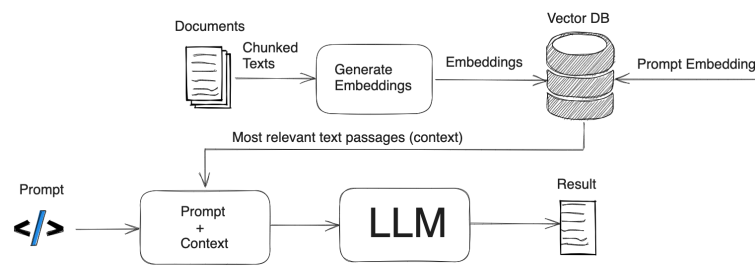 Vector DB
Documents
Chunked
Texts
Generate
Embeddings
Embeddings
Prompt Embedding
Most relevant text passages (context)
Prompt
</>
Prompt
+
Context
LLM
Result